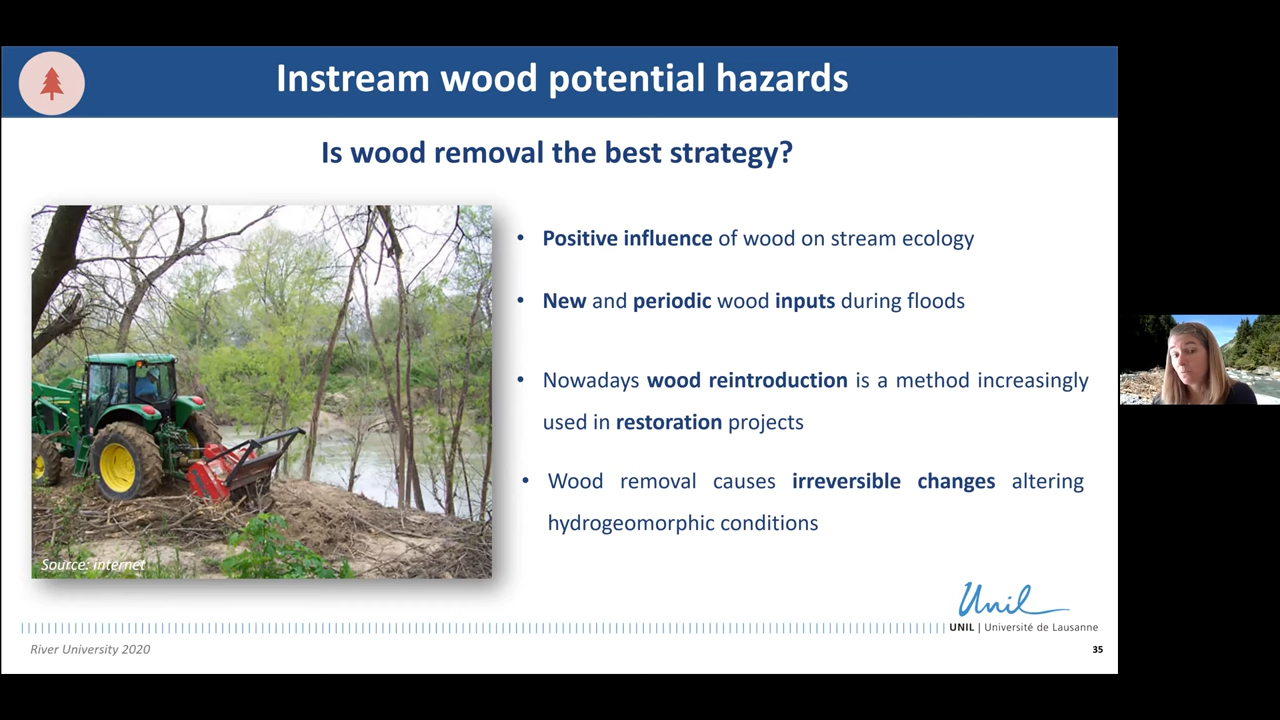 Instream wood potential hazards
Is wood removal the best strategy?
• Positive influence of wood on stream ecology
• New and periodic wood inputs during floods
• Nowadays wood reintroduction is a method increasingly
used in restoration projects
• Wood removal causes irreversible changes altering
hydrogeomorphic conditions
Source: internet
Unil
UNIL | Université de Lausanne
River University 2020
35